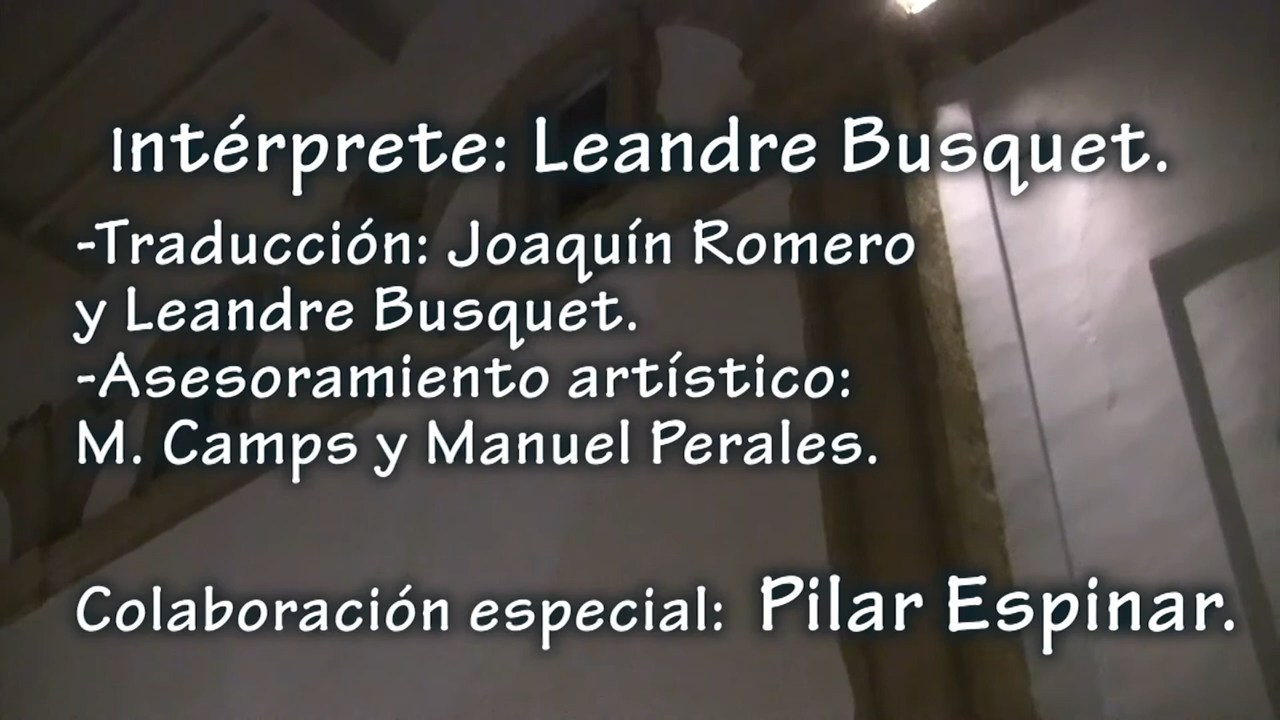 Intérprete: Leandre Busquet.
-Traducción: Joaquín Romero
y Leandre Busquet.
-Asesoramiento artístico:
M. Camps y Manuel Perales.
Colaboración especial: Pilar Espinar.